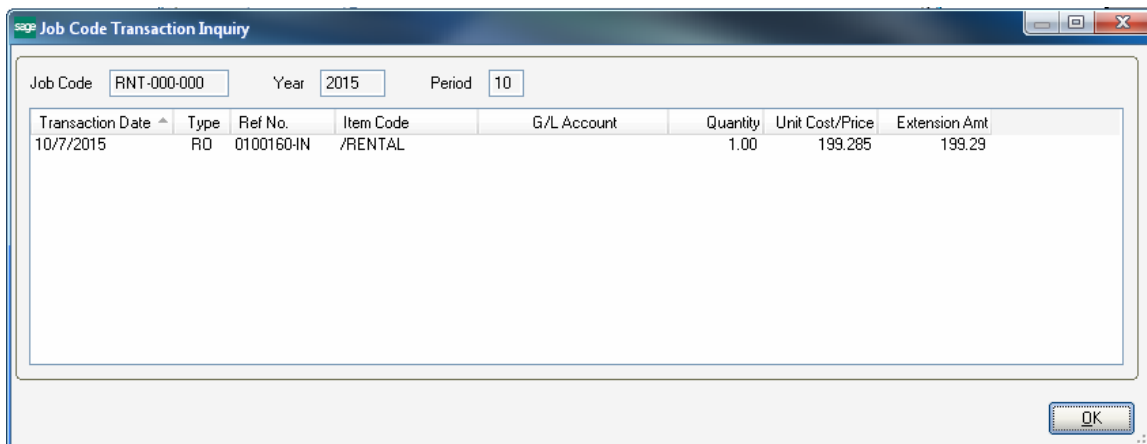 sage Job Code Transaction Inquiry
Job Code RNT-000-000 Year 2015 Period 10
Transaction Date Type Ref No. Item Code G/L Account Quantity Unit Cost/Price Extension Amt
10/7/2015 RO 0100160-IN /RENTAL 1.00 199.285 199.29
OK